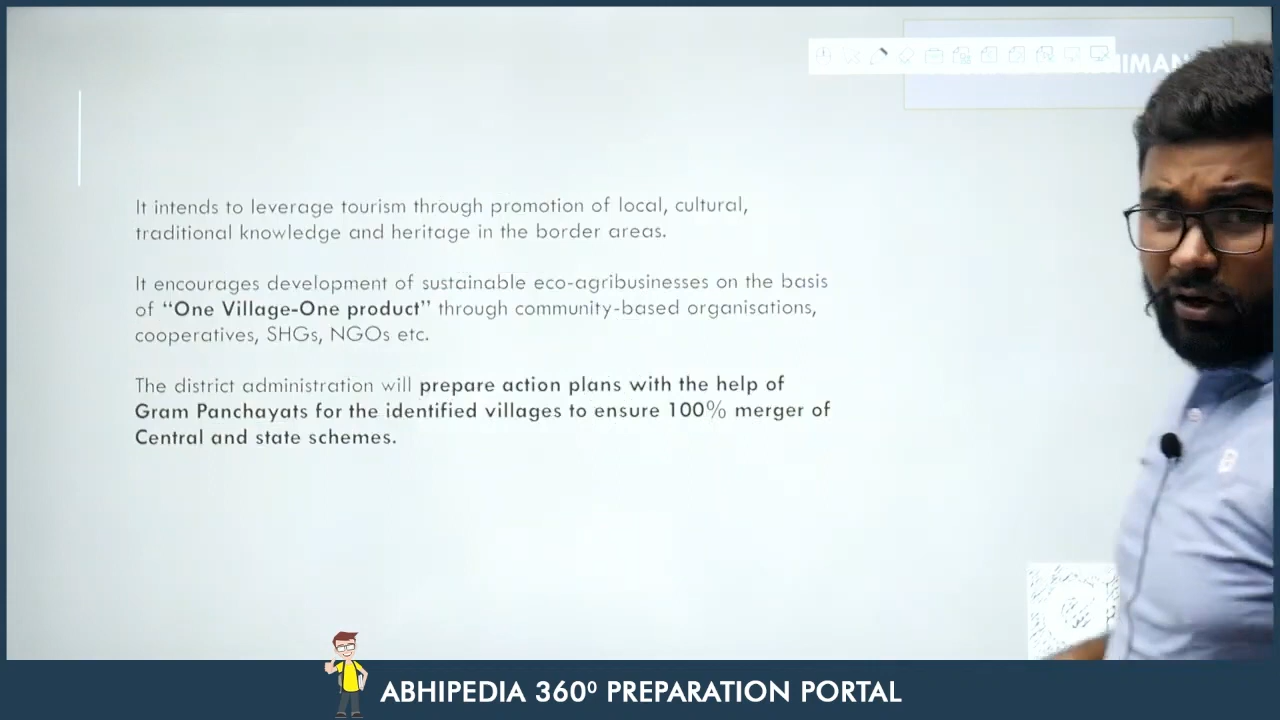 It intends to leverage tourism through promotion of local, cultural,
traditional knowledge and heritage in the border areas.
It encourages development of sustainable eco-agribusinesses on the basis
of “One Village-One product” through community-based organisations,
cooperatives, SHGs, NGOs etc.
The district administration will prepare action plans with the help of
Gram Panchayats for the identified villages to ensure 100% merger of
Central and state schemes.
ABHIPEDIA 360⁰ PREPARATION PORTAL